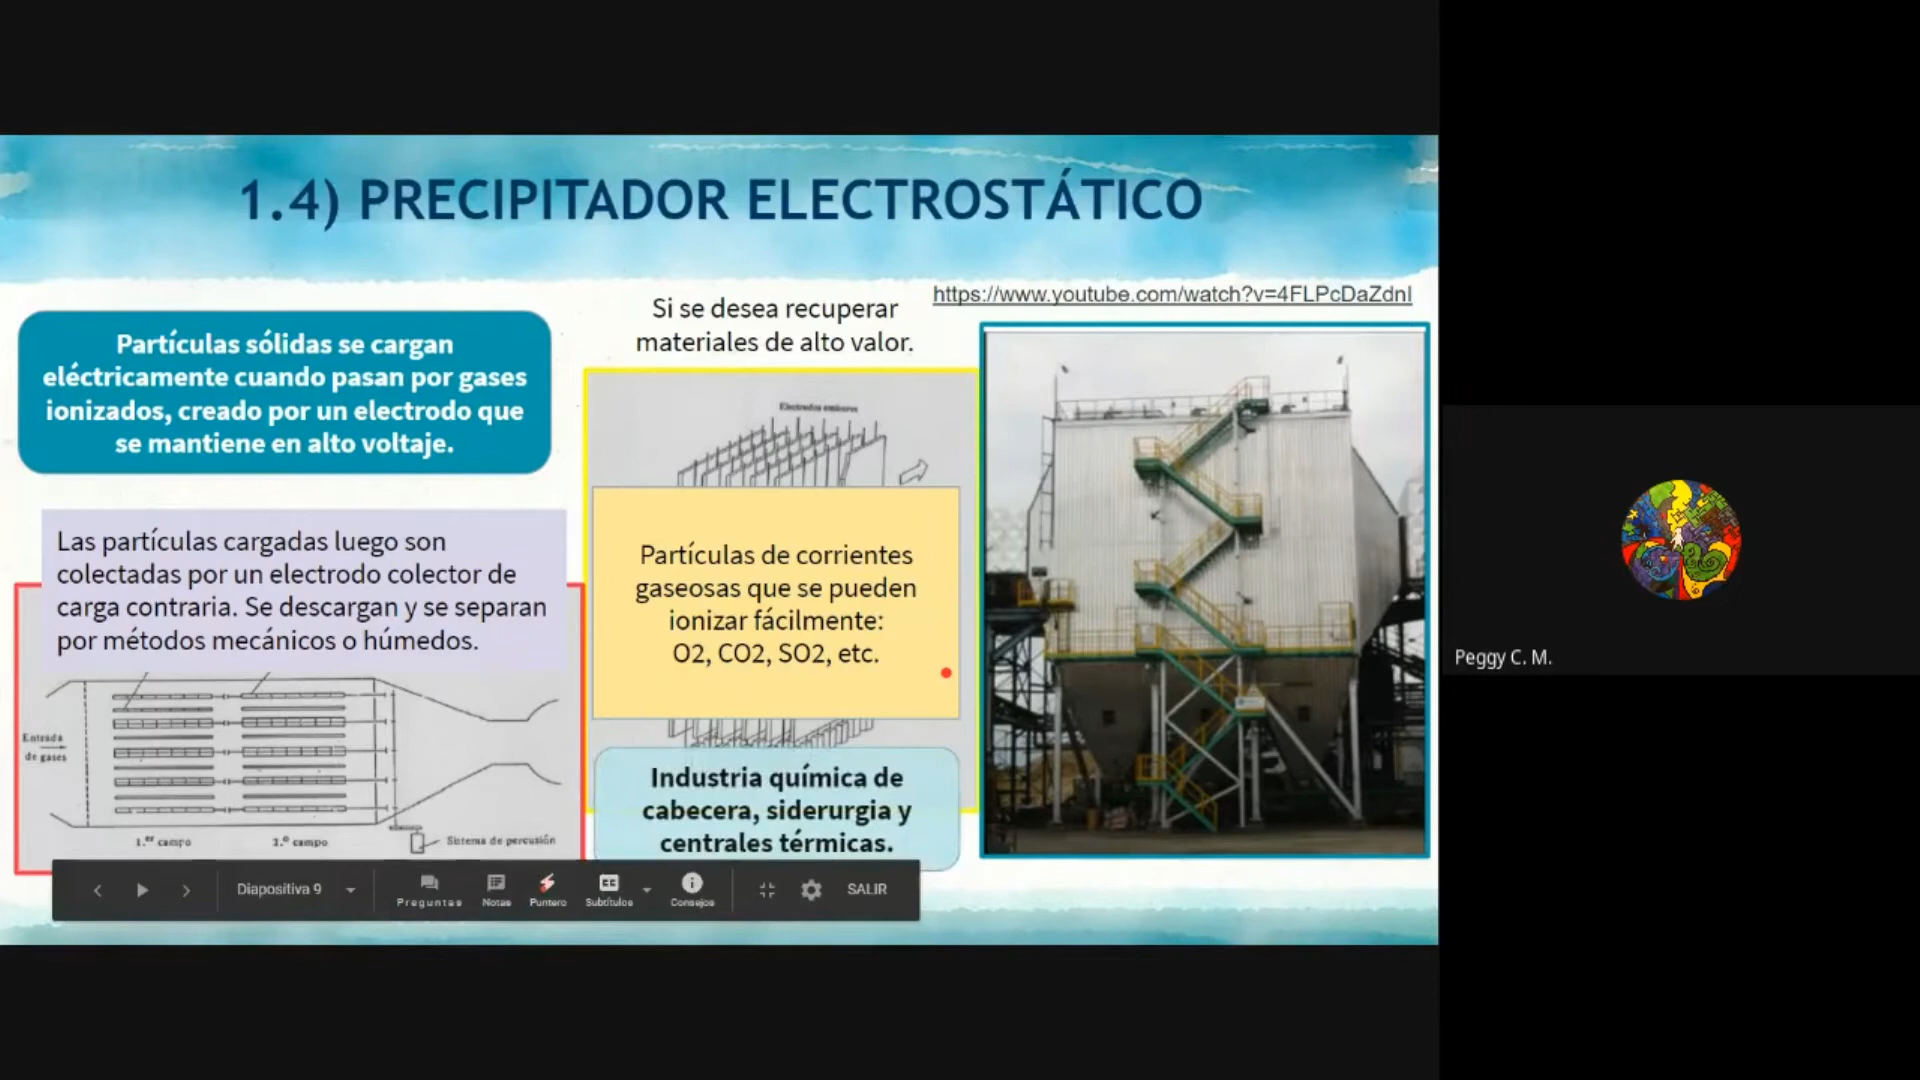 1.4) PRECIPITADOR ELECTROSTÁTICO
https://www.youtube.com/watch?v=4FLPcDaZdnI
Partículas sólidas se cargan
eléctricamente cuando pasan por gases
ionizados, creado por un electrodo que
se mantiene en alto voltaje.
Las partículas cargadas luego son
colectadas por un electrodo colector de
carga contraria. Se descargan y se separan
por métodos mecánicos o húmedos.
Entrada
de gases
1.er campo
2.º campo
Sistema de percusión
Si se desea recuperar
materiales de alto valor.
Electrodos emisores
Partículas de corrientes
gaseosas que se pueden
ionizar fácilmente:
O2, CO2, SO2, etc.
Industria química de
cabecera, siderurgia y
centrales térmicas.
Diapositiva 9
Preguntas
Notas
Puntero
Subtítulos
Consejos
SALIR
Peggy C. M.